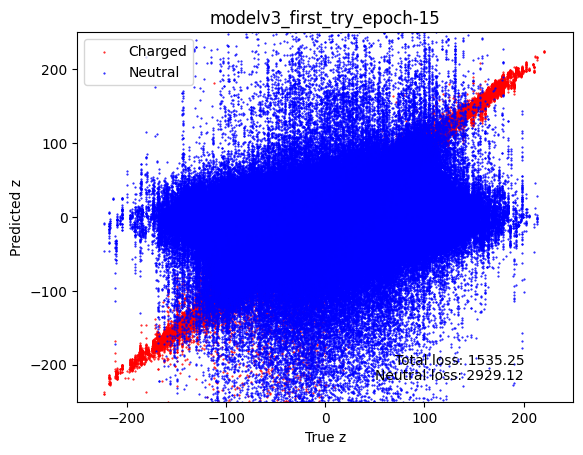 modelv3_first_try_epoch-15
Charged
Neutral
200
100
0
−100
−200
Predicted z
Total loss: 1535.25
Neutral loss: 2929.12
−200
−100
0
100
200
True z